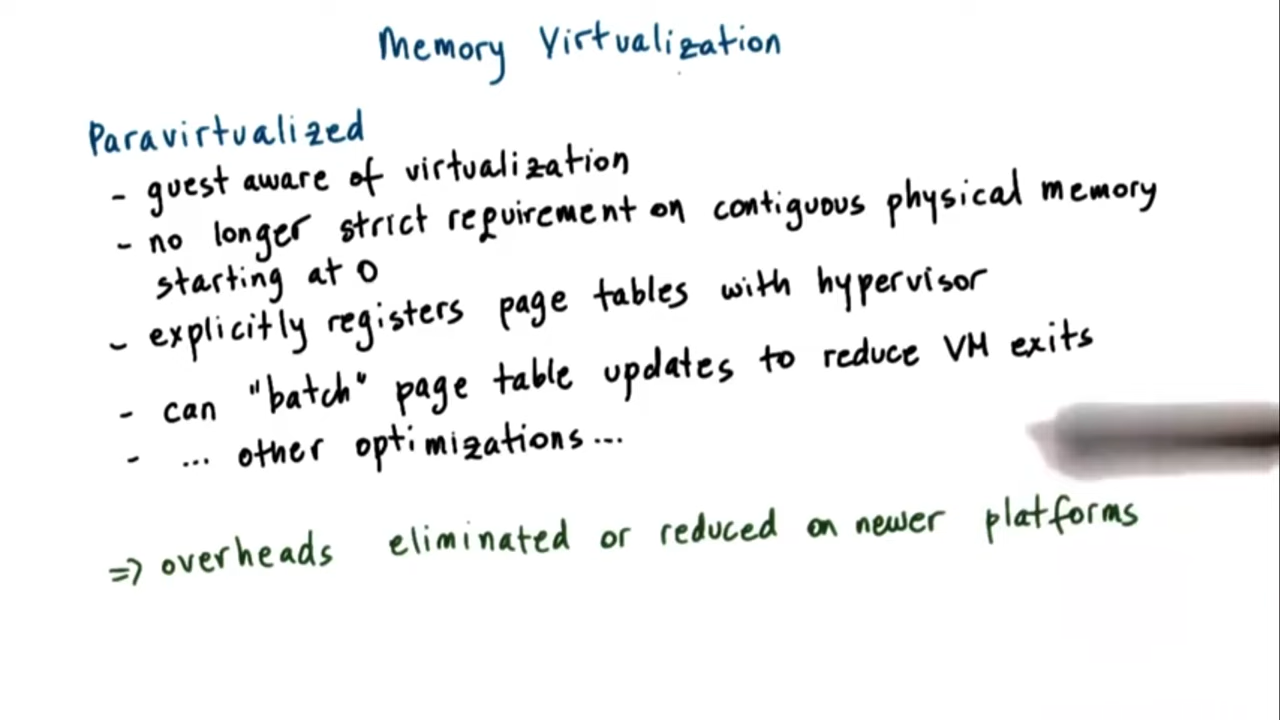 Memory Virtualization
Paravirtualized
- guest aware of virtualization
- no longer strict requirement on contiguous physical memory
starting at 0
- explicitly registers page tables with hypervisor
- can "batch" page table updates to reduce VM exits
- ... other optimizations...
=> overheads eliminated or reduced on newer platforms